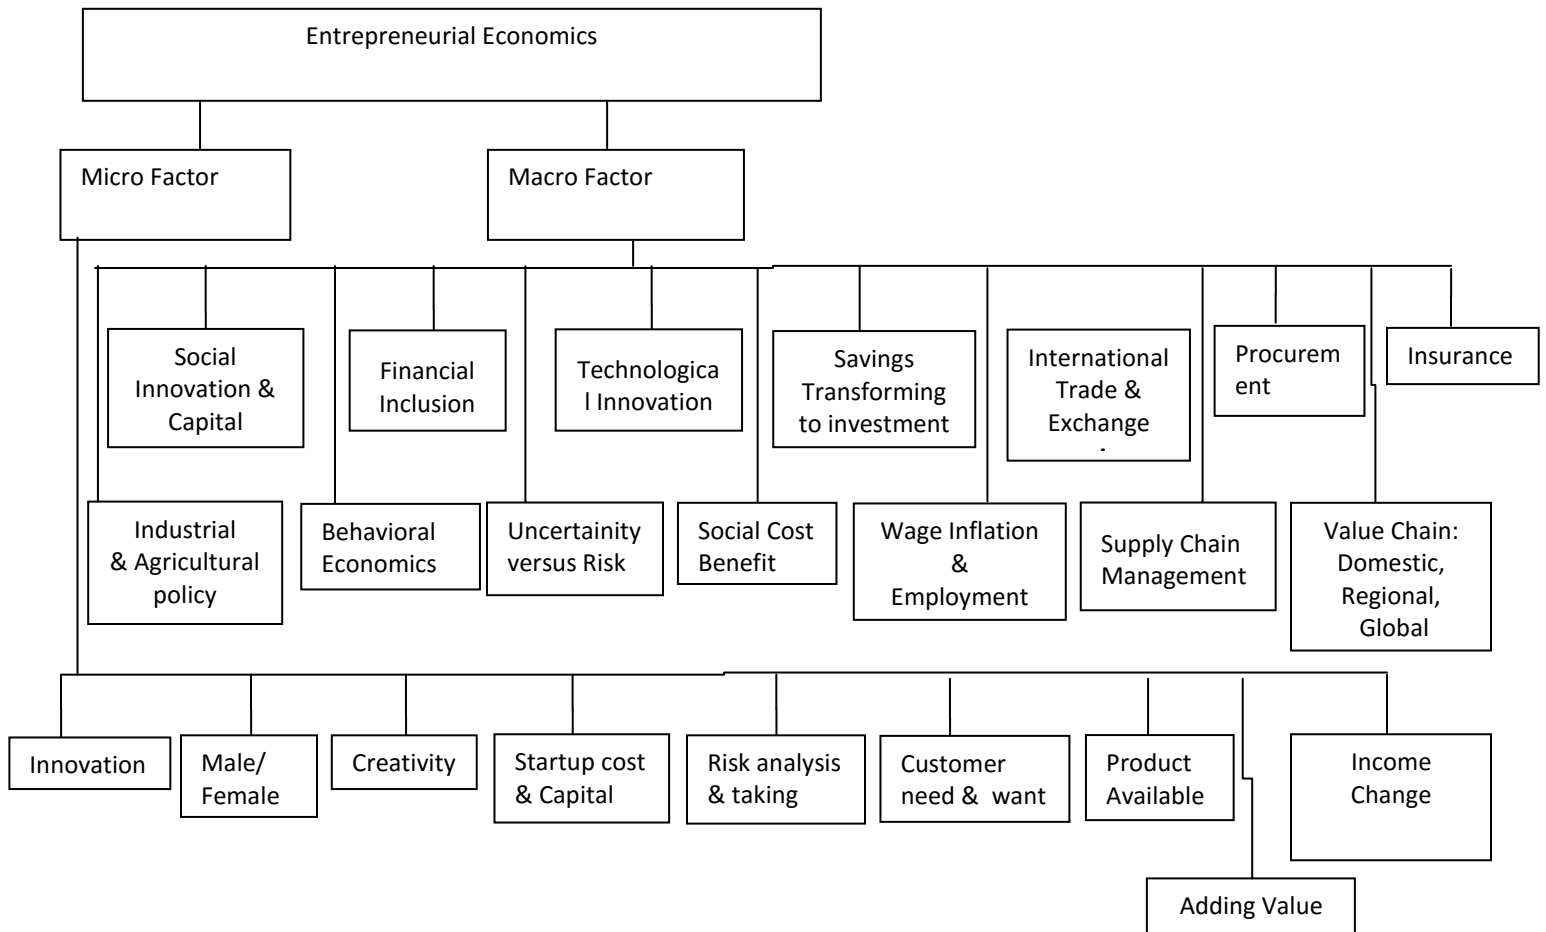 Entrepreneurial Economics
Micro Factor
Macro Factor
Social
Innovation &
Capital
Financial
Inclusion
Technologica
l Innovation
Savings
Transforming
to investment
International
Trade &
Exchange
Procurem
ent
Insurance
Industrial
& Agricultural
policy
Behavioral
Economics
Uncertainity
versus Risk
Social Cost
Benefit
Wage Inflation
&
Employment
Supply Chain
Management
Value Chain:
Domestic,
Regional,
Global
Innovation
Male/
Female
Creativity
Startup cost
& Capital
Risk analysis
& taking
Customer
need & want
Product
Available
Income
Change
Adding Value